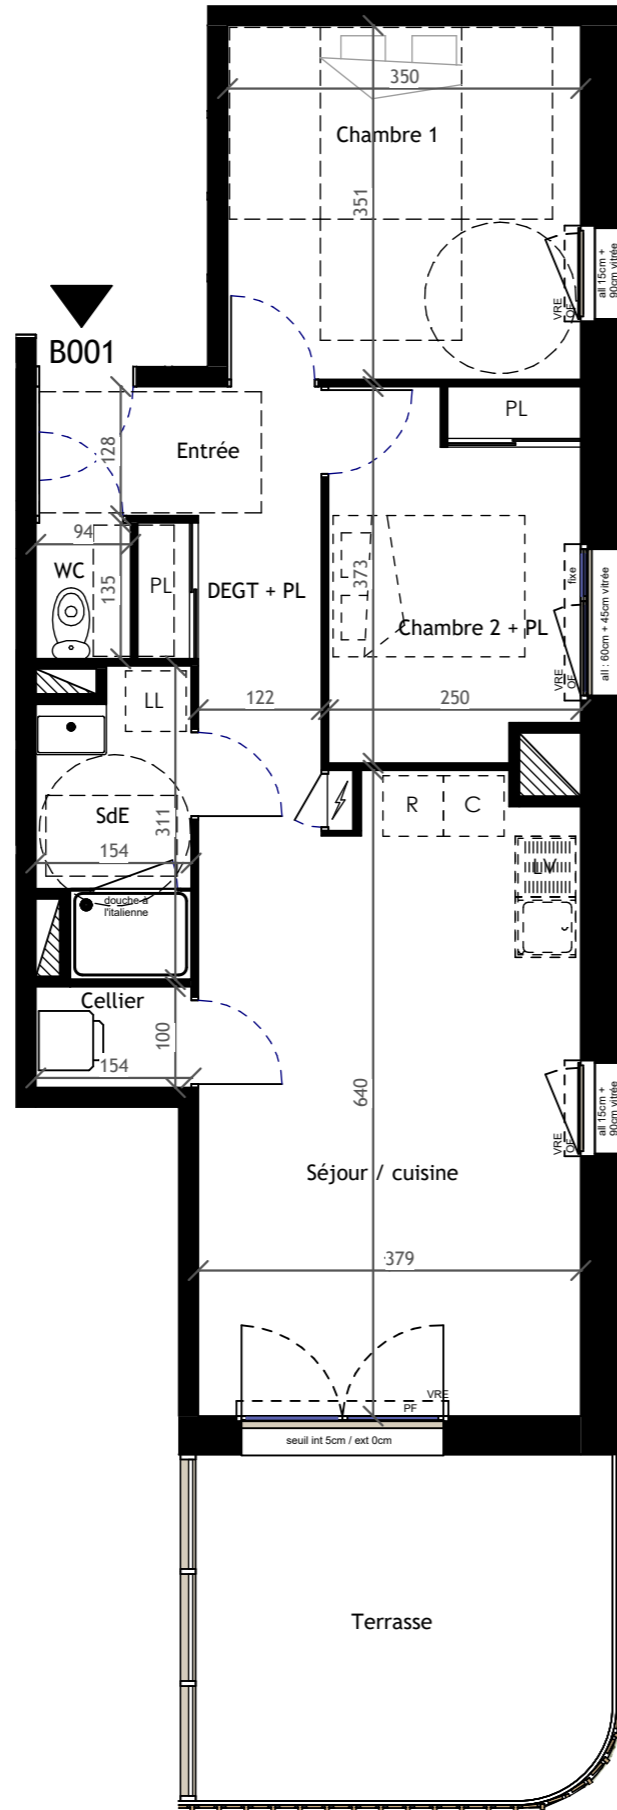 350
Chambre 1
351
all 15cm +
90cm vitrée
VRE
OF
B001
PL
Entrée
128
94
WC
135
PL
DEGT + PL
373
Chambre 2 + PL
fixe
all : 60cm + 45cm vitrée
VRE
OF
LL
122
250
SdE
311
154
R
C
LV
douche à
l'italienne
Cellier
100
154
640
all 15cm +
90cm vitrée
VRE
OF
Séjour / cuisine
379
VRE
PF
seuil int 5cm / ext 0cm
Terrasse